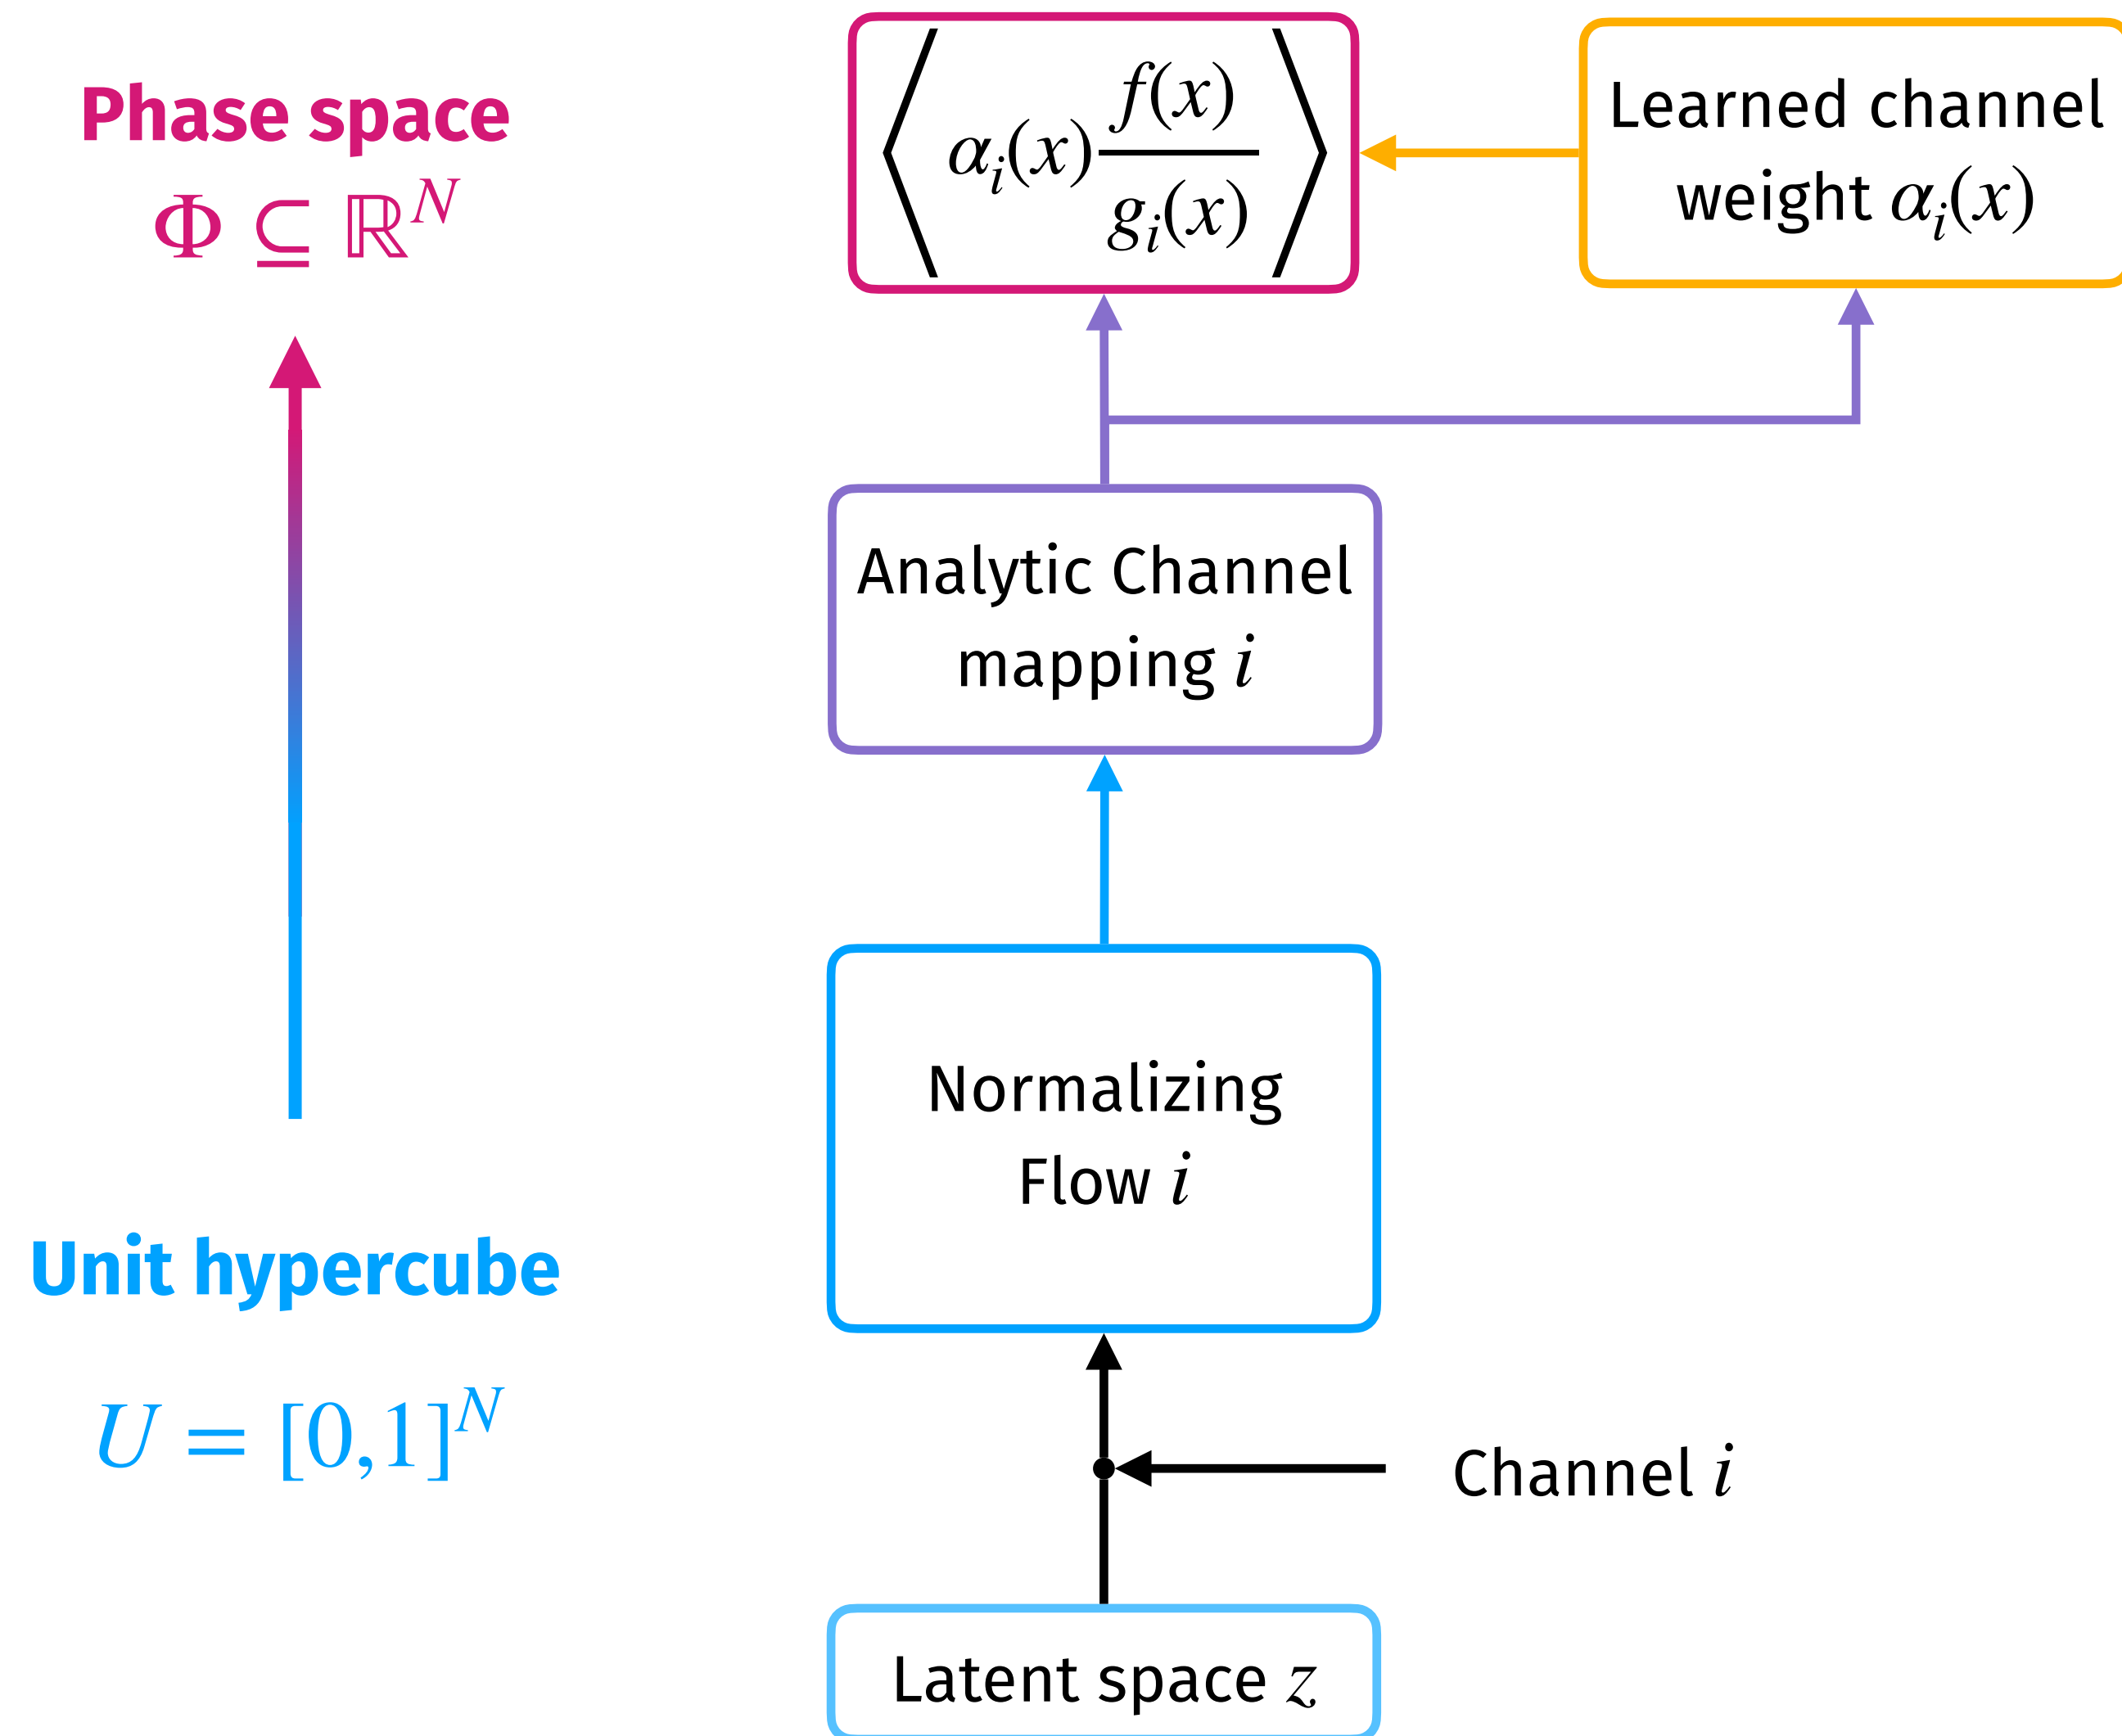 Phase space
Φ ⊆ ℝ^N
⟨ α_i(x) f(x) / g_i(x) ⟩
Learned channel
weight α_i(x)
Analytic Channel
mapping i
Normalizing
Flow i
Unit hypercube
U = [0,1]^N
Channel i
Latent space z